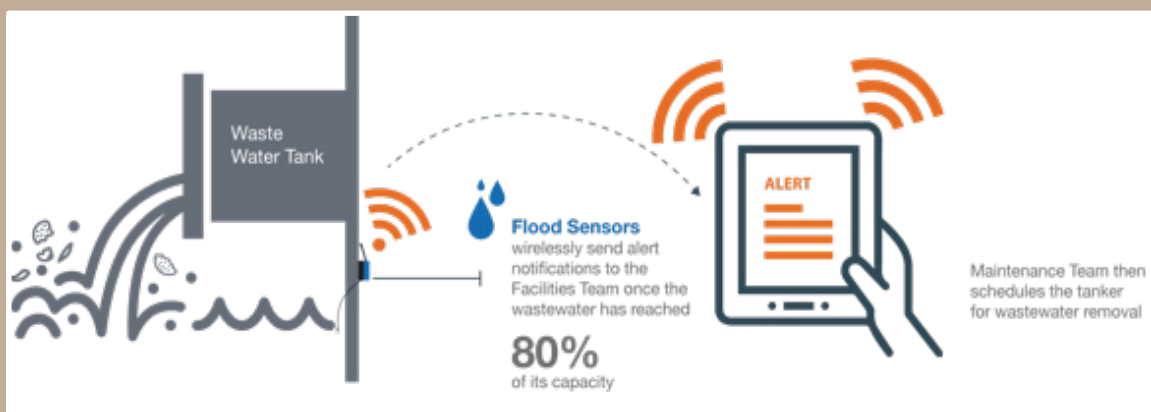 Waste
Water Tank
Flood Sensors
wirelessly send alert
notifications to the
Facilities Team once the
wastewater has reached
80%
of its capacity
ALERT
Maintenance Team then
schedules the tanker
for wastewater removal